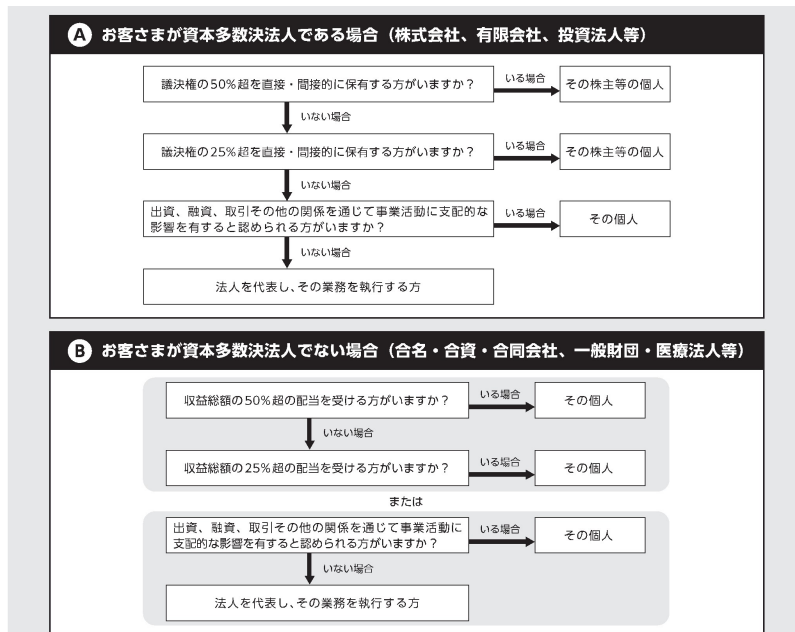 A お客さまが資本多数決法人である場合（株式会社、有限会社、投資法人等）
議決権の50%超を直接・間接的に保有する方がいますか？
いる場合
その株主等の個人
いない場合
議決権の25%超を直接・間接的に保有する方がいますか？
いる場合
その株主等の個人
いない場合
出資、融資、取引その他の関係を通じて事業活動に支配的な
影響を有すると認められる方がいますか？
いる場合
その個人
いない場合
法人を代表し、その業務を執行する方
B お客さまが資本多数決法人でない場合（合名・合資・合同会社、一般財団・医療法人等）
収益総額の50%超の配当を受ける方がいますか？
いる場合
その個人
いない場合
収益総額の25%超の配当を受ける方がいますか？
いる場合
その個人
または
出資、融資、取引その他の関係を通じて事業活動に
支配的な影響を有すると認められる方がいますか？
いる場合
その個人
いない場合
法人を代表し、その業務を執行する方